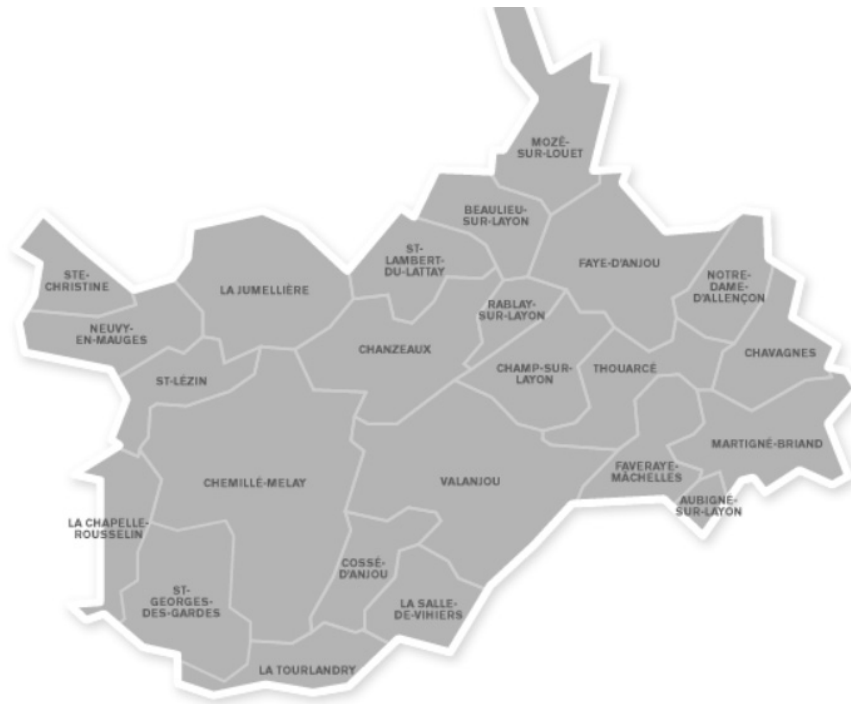 MOZÉ-
SUR-LOUET
BEAULIEU-
SUR-LAYON
ST-
LAMBERT-
DU-LATTAY
FAYE-D'ANJOU
STE-
CHRISTINE
NOTRE-
DAME-
D'ALLENÇON
LA JUMELLIÈRE
RABLAY-
SUR-LAYON
NEUVY-
EN-MAUGES
CHANZEAUX
CHAVAGNES
CHAMP-SUR-
LAYON
THOUARCÉ
ST-LÉZIN
MARTIGNÉ-BRIAND
FAVERAYE-
MÂCHELLES
CHEMILLÉ-MELAY
VALANJOU
AUBIGNÉ-
SUR-LAYON
LA CHAPELLE-
ROUSSELIN
COSSÉ-
D'ANJOU
ST-
GEORGES-
DES-GARDES
LA SALLE-
DE-VIHIERS
LA TOURLANDRY